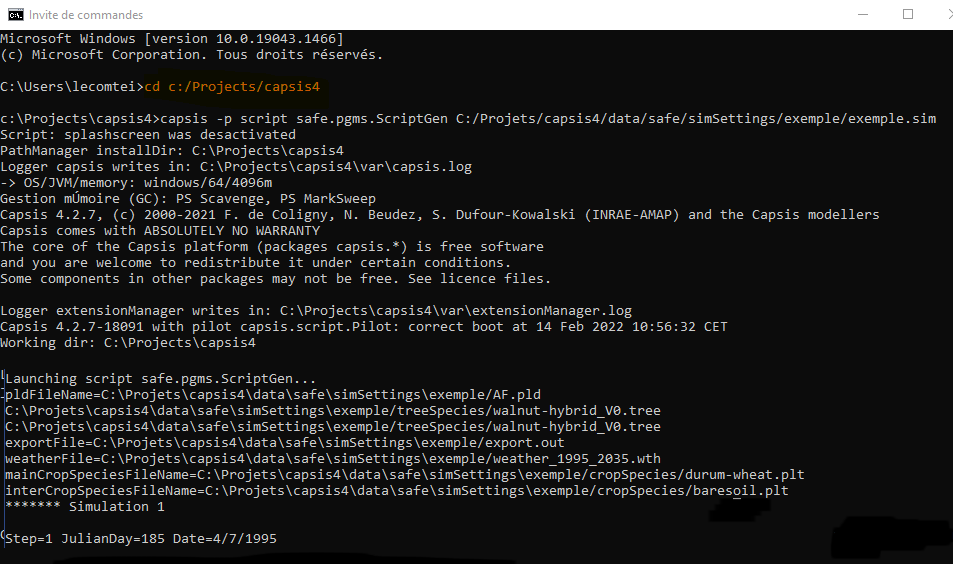 Invite de commandes
Microsoft Windows [version 10.0.19043.1466]
(c) Microsoft Corporation. Tous droits réservés.
C:\Users\lecomtei>cd c:/Projects/capsis4
c:\Projects\capsis4>capsis -p script safe.pgms.ScriptGen C:/Projets/capsis4/data/safe/simSettings/exemple/exemple.sim
Script: splashscreen was desactivated
PathManager installDir: C:\Projects\capsis4
Logger capsis writes in: C:\Projects\capsis4\var\capsis.log
-> OS/JVM/memory: windows/64/4096m
Gestion mÚmoire (GC): PS Scavenge, PS MarkSweep
Capsis 4.2.7, (c) 2000-2021 F. de Coligny, N. Beudez, S. Dufour-Kowalski (INRAE-AMAP) and the Capsis modellers
Capsis comes with ABSOLUTELY NO WARRANTY
The core of the Capsis platform (packages capsis.*) is free software
and you are welcome to redistribute it under certain conditions.
Some components in other packages may not be free. See licence files.
Logger extensionManager writes in: C:\Projects\capsis4\var\extensionManager.log
Capsis 4.2.7-18091 with pilot capsis.script.Pilot: correct boot at 14 Feb 2022 10:56:32 CET
Working dir: C:\Projects\capsis4
Launching script safe.pgms.ScriptGen...
pldFileName=C:\Projets\capsis4\data\safe\simSettings\exemple/AF.pld
C:\Projets\capsis4\data\safe\simSettings\exemple/treeSpecies/walnut-hybrid_V0.tree
C:\Projets\capsis4\data\safe\simSettings\exemple/treeSpecies/walnut-hybrid_V0.tree
exportFile=C:\Projets\capsis4\data\safe\simSettings\exemple/export.out
weatherFile=C:\Projets\capsis4\data\safe\simSettings\exemple/weather_1995_2035.wth
mainCropSpeciesFileName=C:\Projets\capsis4\data\safe\simSettings\exemple/cropSpecies/durum-wheat.plt
interCropSpeciesFileName=C:\Projets\capsis4\data\safe\simSettings\exemple/cropSpecies/baresoil.plt
******* Simulation 1
Step=1 JulianDay=185 Date=4/7/1995